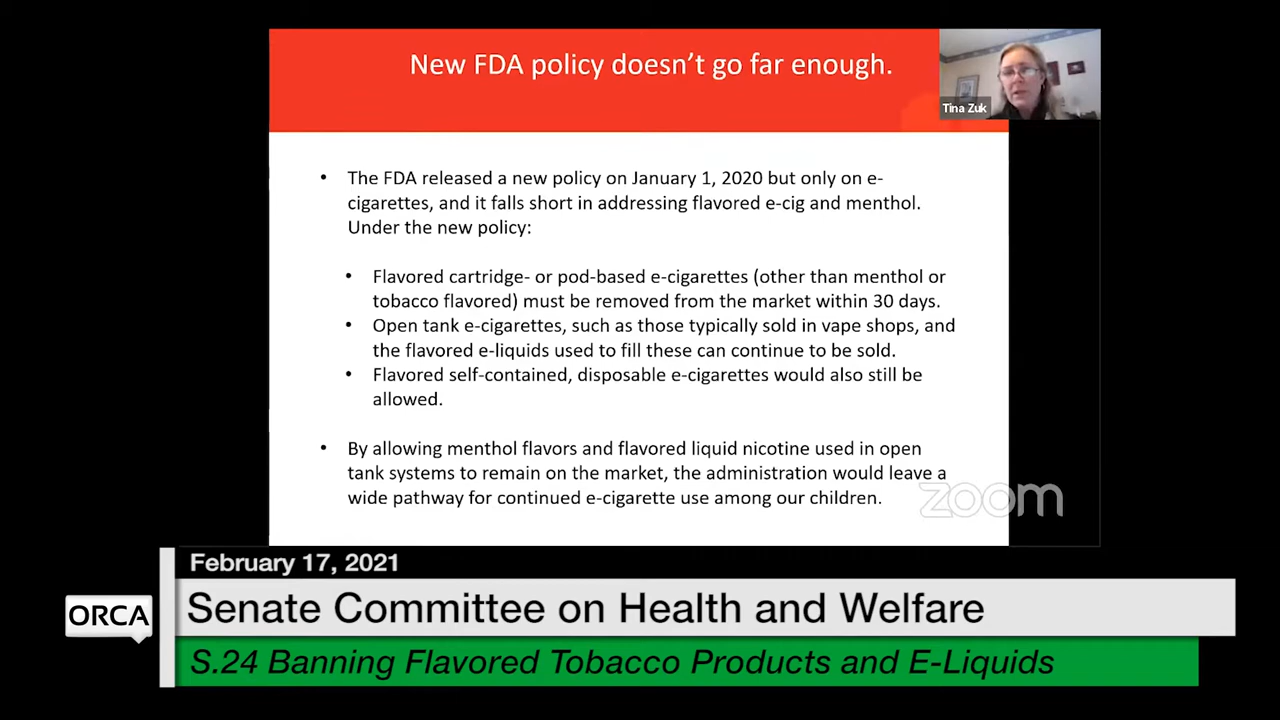 New FDA policy doesn't go far enough.
Tina Zuk
• The FDA released a new policy on January 1, 2020 but only on e-
cigarettes, and it falls short in addressing flavored e-cig and menthol.
Under the new policy:
• Flavored cartridge- or pod-based e-cigarettes (other than menthol or
tobacco flavored) must be removed from the market within 30 days.
• Open tank e-cigarettes, such as those typically sold in vape shops, and
the flavored e-liquids used to fill these can continue to be sold.
• Flavored self-contained, disposable e-cigarettes would also still be
allowed.
• By allowing menthol flavors and flavored liquid nicotine used in open
tank systems to remain on the market, the administration would leave a
wide pathway for continued e-cigarette use among our children.
zoom
February 17, 2021
ORCA
Senate Committee on Health and Welfare
S.24 Banning Flavored Tobacco Products and E-Liquids